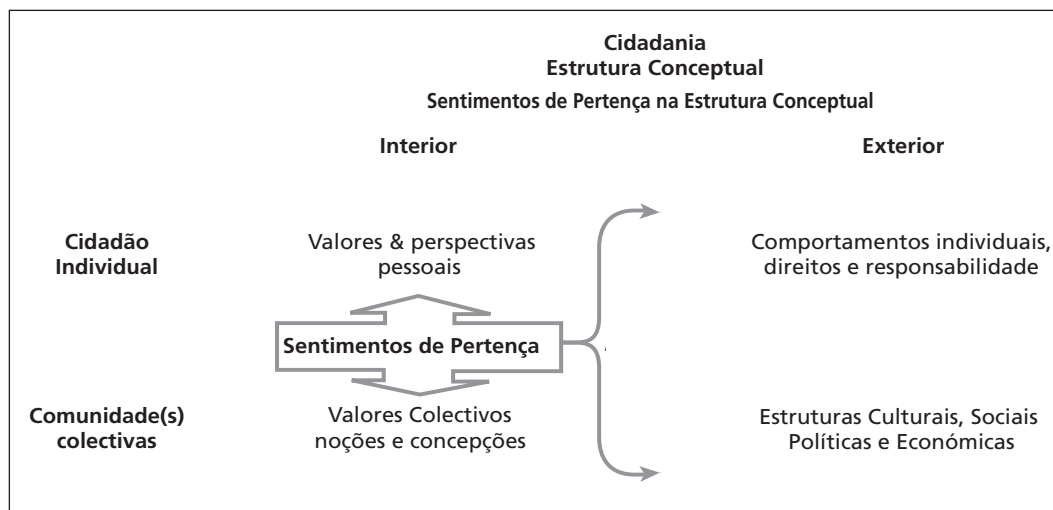 Cidadania
Estrutura Conceptual
Sentimentos de Pertença na Estrutura Conceptual
Interior
Exterior
Cidadão
Individual
Valores & perspectivas
pessoais
Comportamentos individuais,
direitos e responsabilidade
Sentimentos de Pertença
Comunidade(s)
colectivas
Valores Colectivos
noções e concepções
Estruturas Culturais, Sociais
Políticas e Económicas